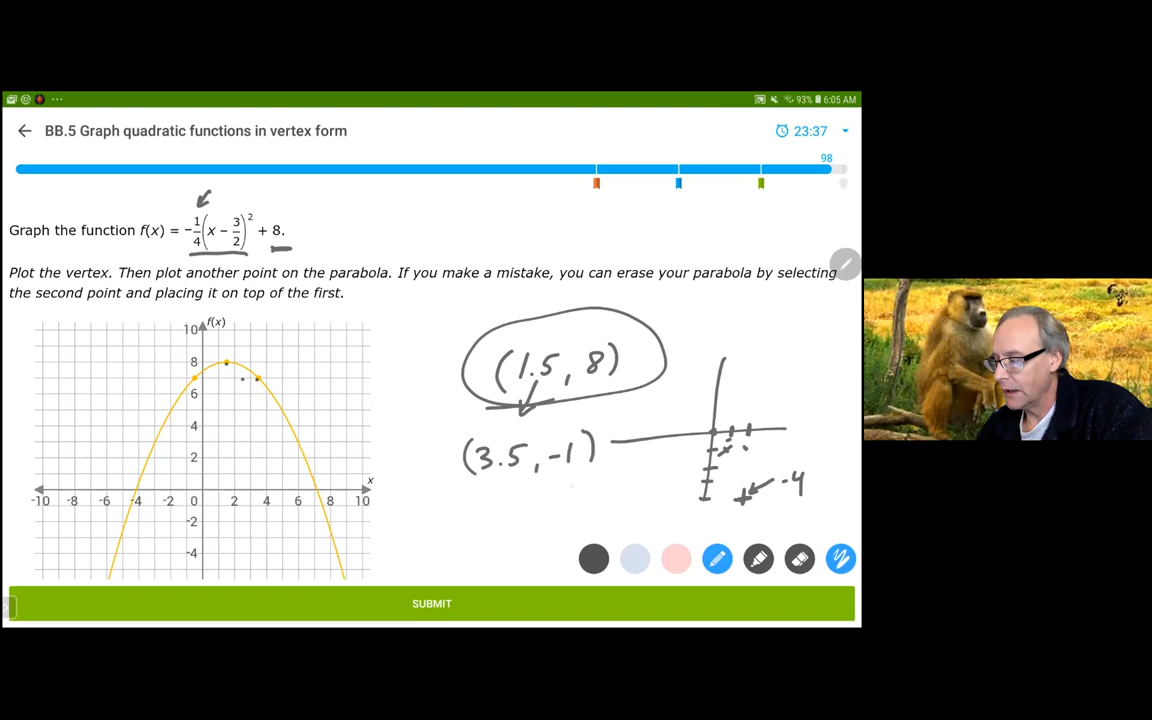 93% 6:05 AM
BB.5 Graph quadratic functions in vertex form
23:37
98
Graph the function f(x) = -1/4(x - 3/2)² + 8.
Plot the vertex. Then plot another point on the parabola. If you make a mistake, you can erase your parabola by selecting
the second point and placing it on top of the first.
f(x)
10
8
6
4
2
x
-10 -8 -6 -4 -2 0 2 4 6 8 10
-2
-4
(1.5, 8)
(3.5, -1)
-4
SUBMIT